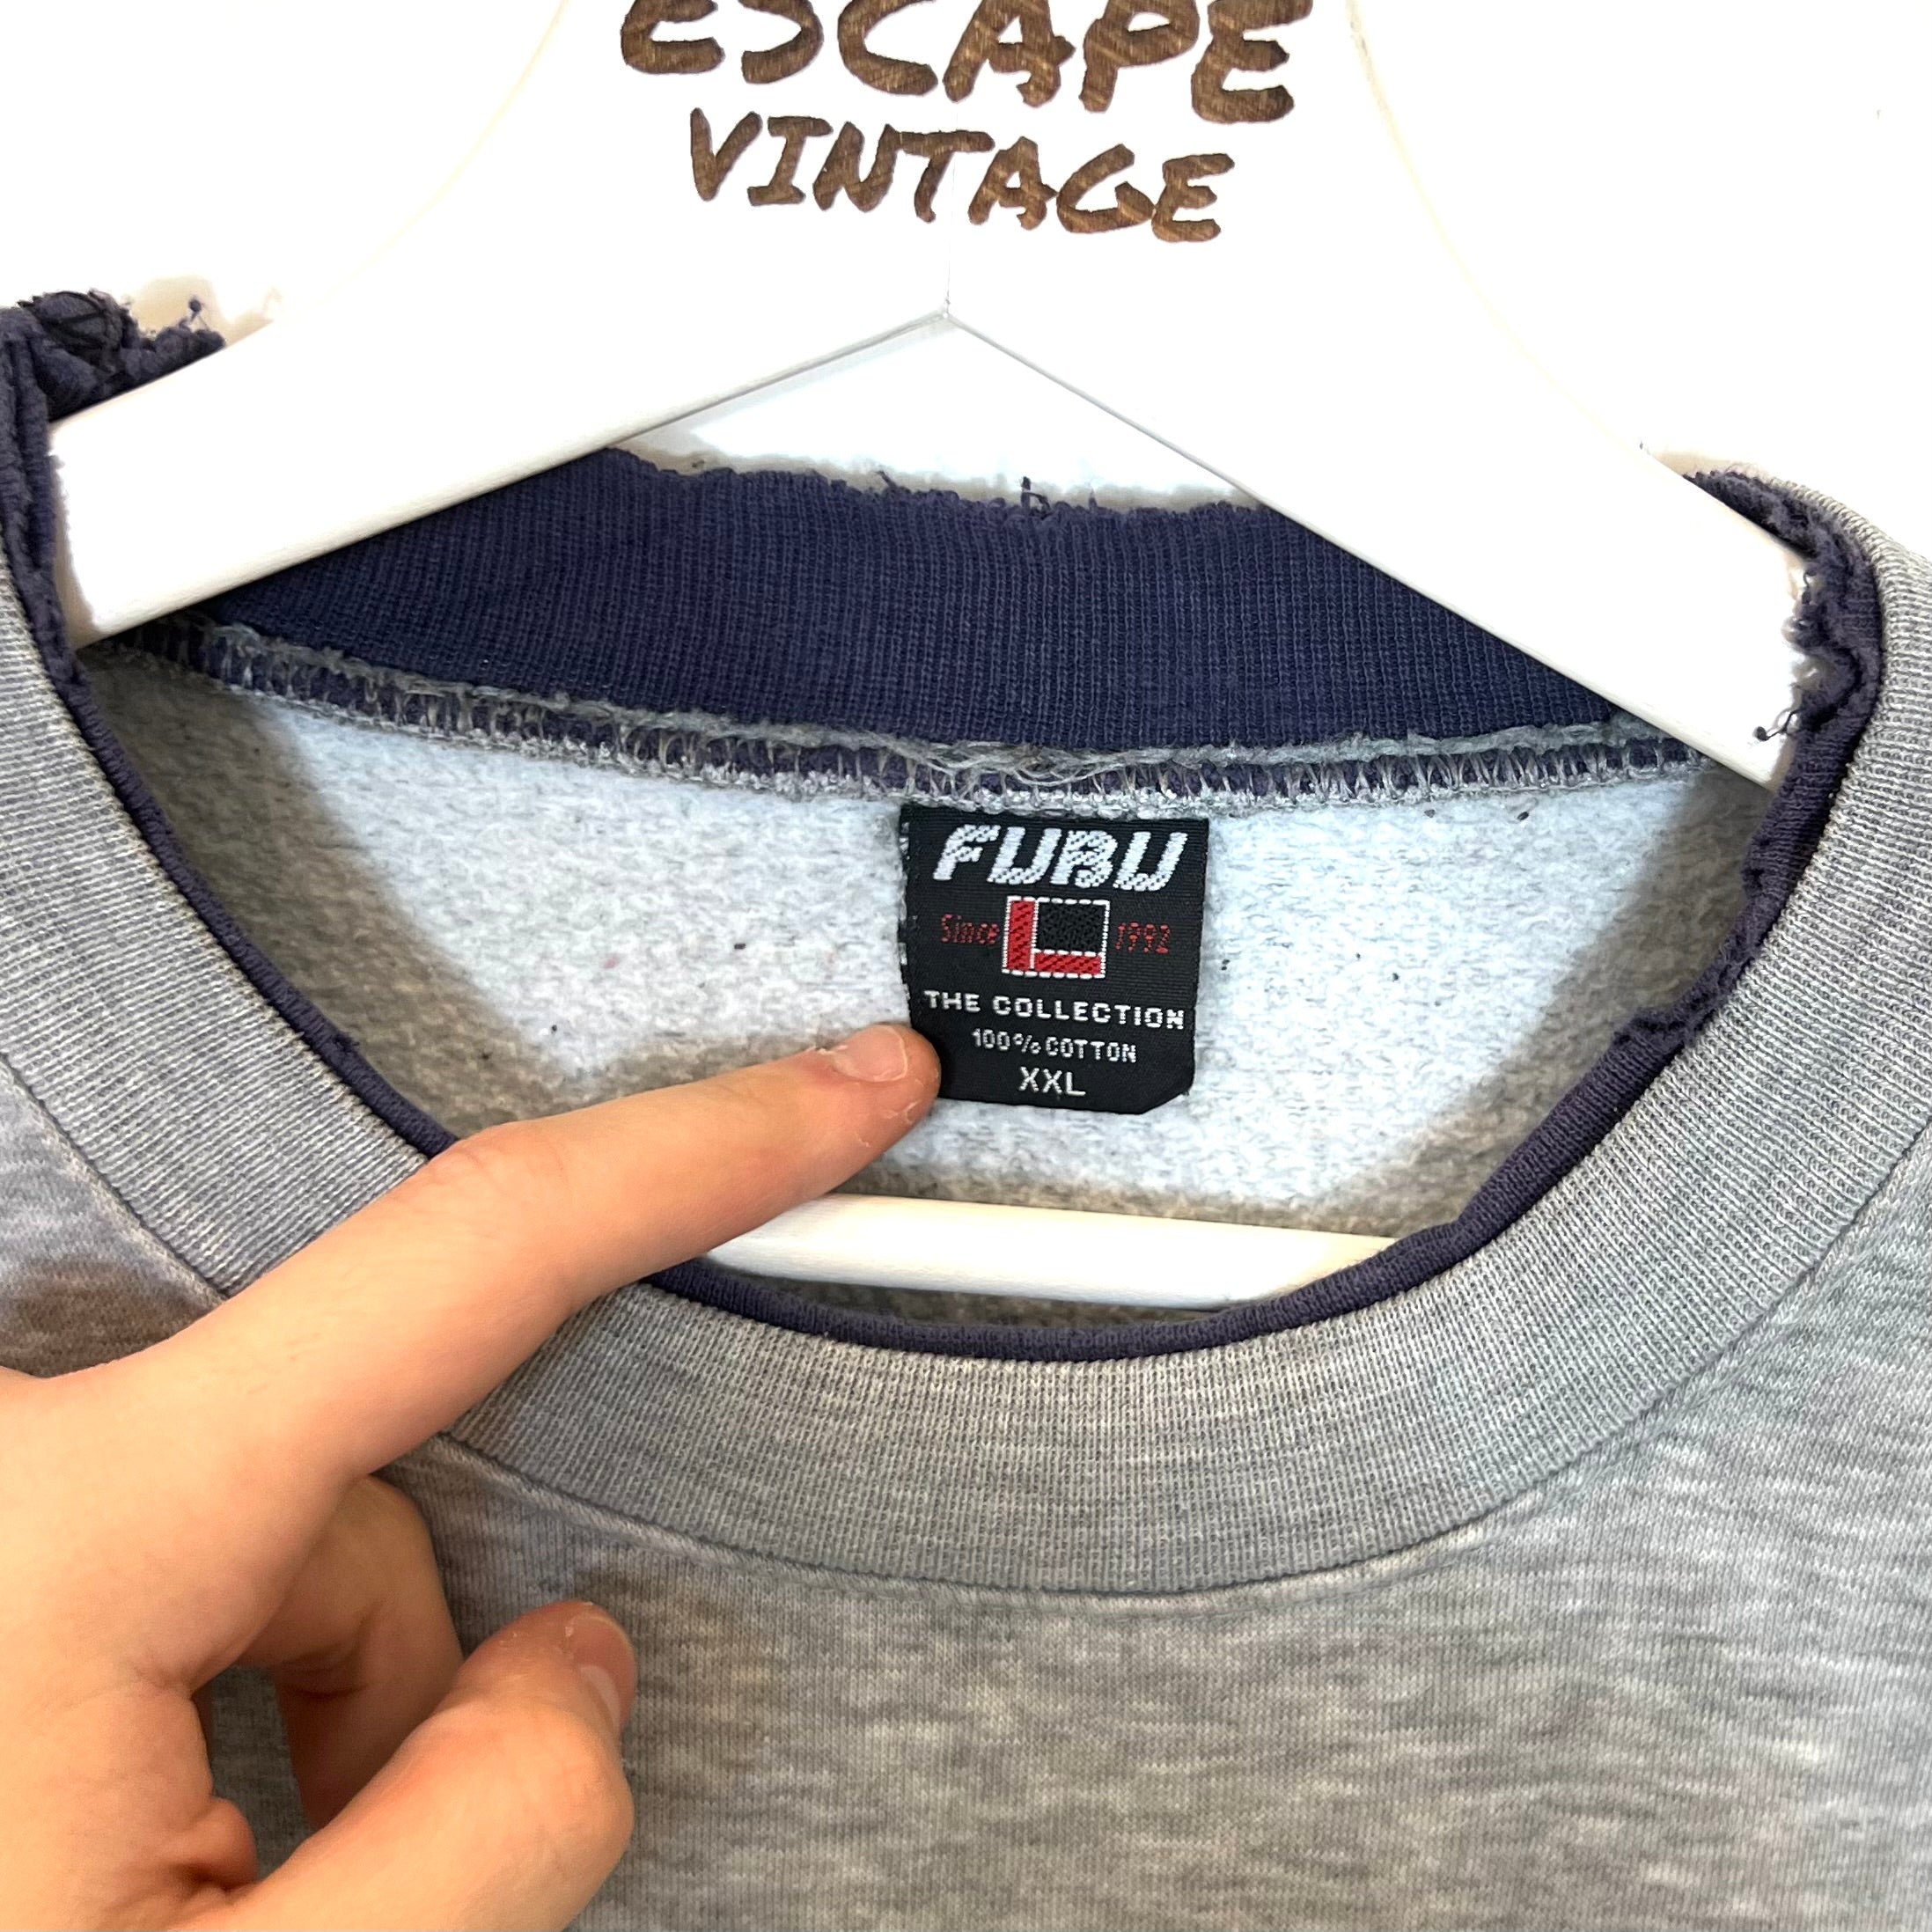 ESCAPE
VINTAGE
FUBU
Since 1992
THE COLLECTION
100% COTTON
XXL